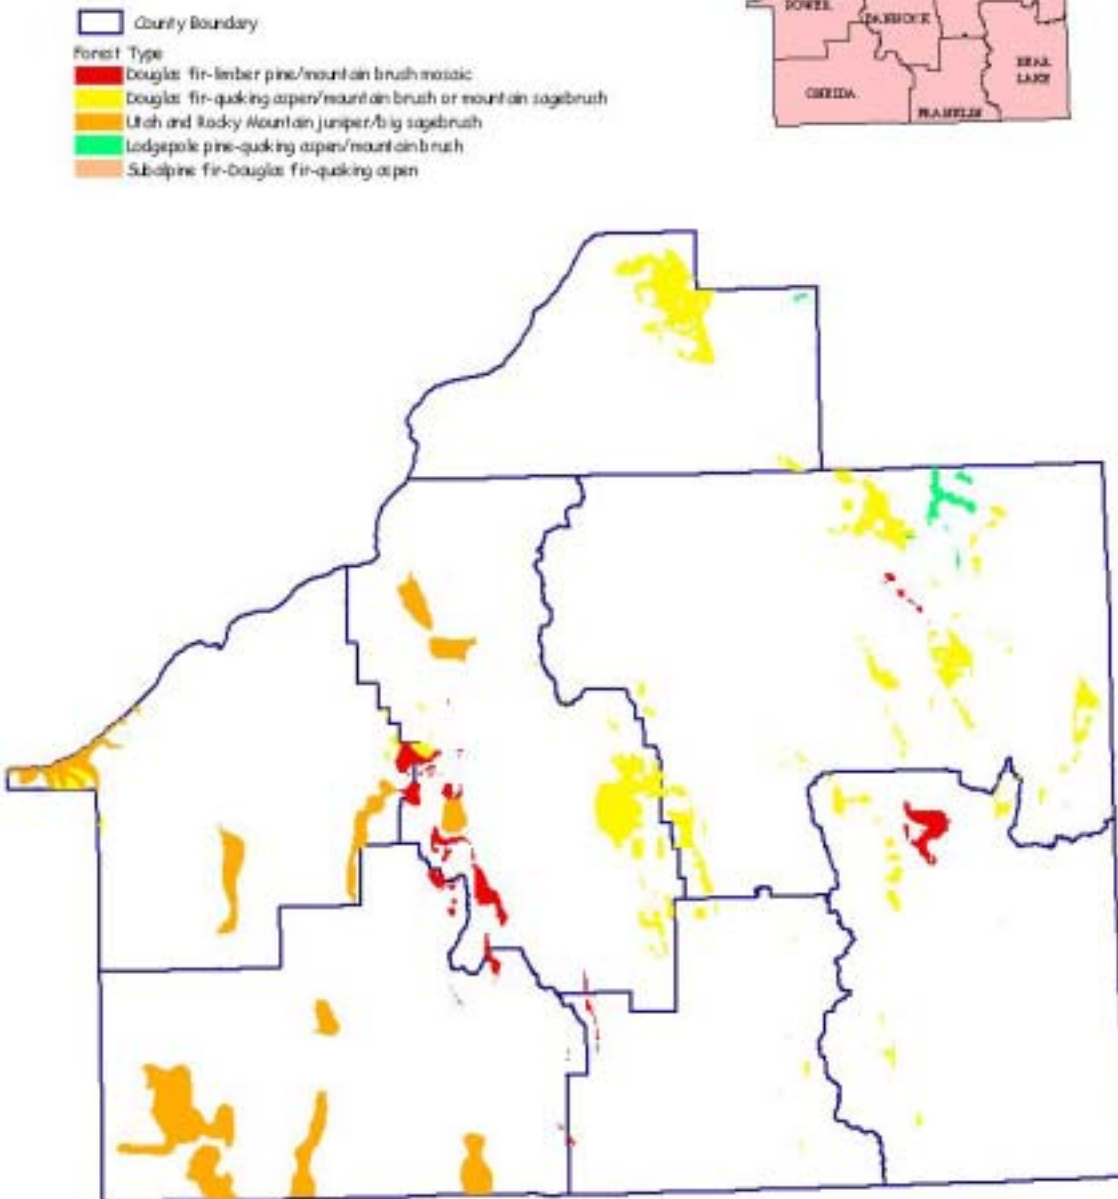 County Boundary
Forest Type
Douglas fir-limber pine/mountain brush mosaic
Douglas fir-quaking aspen/mountain brush or mountain sagebrush
Utah and Rocky Mountain juniper/big sagebrush
Lodgepole pine-quaking aspen/mountain brush
Subalpine fir-Douglas fir-quaking aspen
POWER
BANNOCK
BEAR
LAKE
ONEIDA
FRANKLIN